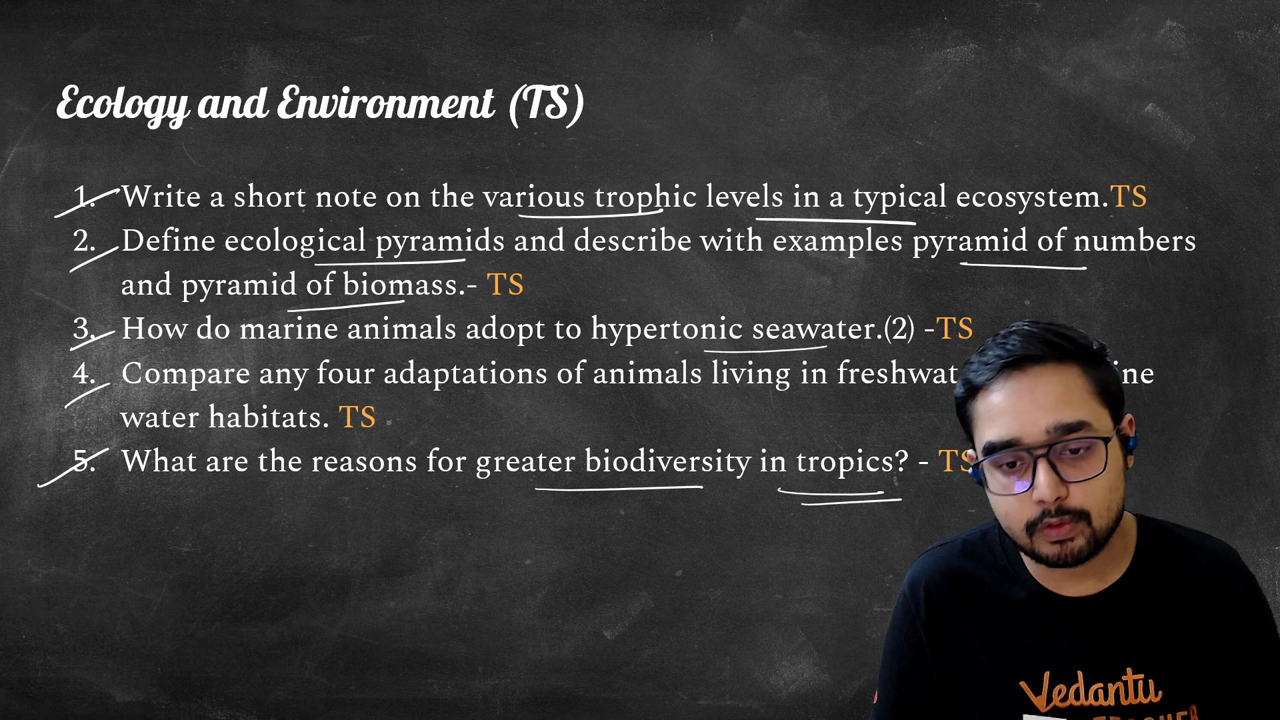 Ecology and Environment (TS)
1. Write a short note on the various trophic levels in a typical ecosystem.TS
2. Define ecological pyramids and describe with examples pyramid of numbers
and pyramid of biomass.- TS
3. How do marine animals adopt to hypertonic seawater.(2) -TS
4. Compare any four adaptations of animals living in
water habitats. TS
5. What are the reasons for greater biodiversity in tropics? - TS
Vedantu